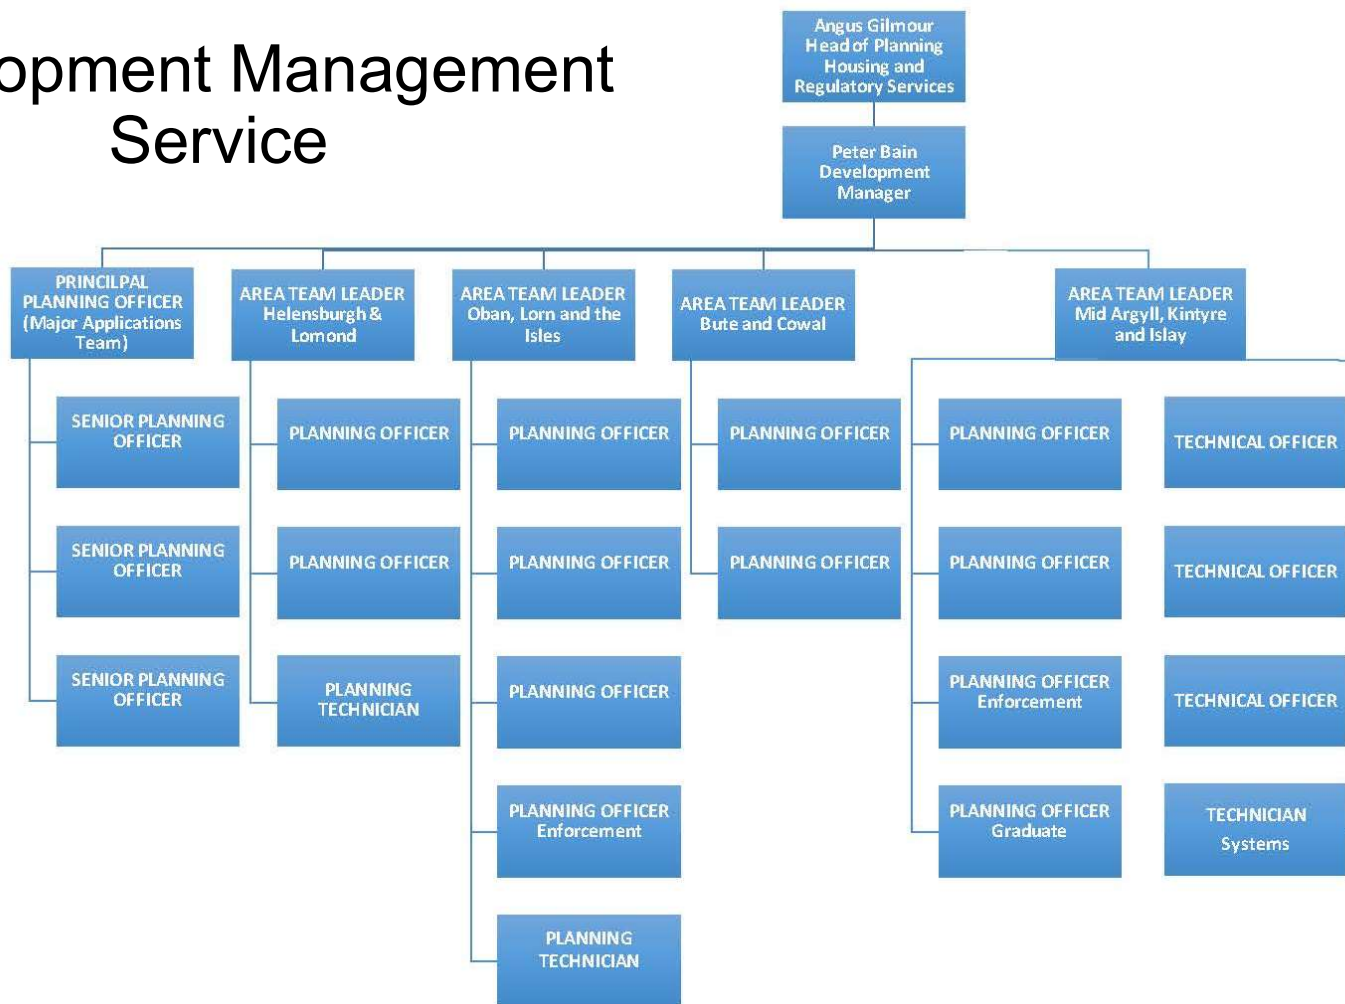 opment Management
Service
Angus Gilmour
Head of Planning
Housing and
Regulatory Services
Peter Bain
Development
Manager
PRINCILPAL
PLANNING OFFICER
(Major Applications
Team)
AREA TEAM LEADER
Helensburgh &
Lomond
AREA TEAM LEADER
Oban, Lorn and the
Isles
AREA TEAM LEADER
Bute and Cowal
AREA TEAM LEADER
Mid Argyll, Kintyre
and Islay
SENIOR PLANNING
OFFICER
SENIOR PLANNING
OFFICER
SENIOR PLANNING
OFFICER
PLANNING OFFICER
PLANNING OFFICER
PLANNING
TECHNICIAN
PLANNING OFFICER
PLANNING OFFICER
PLANNING OFFICER
PLANNING OFFICER
Enforcement
PLANNING
TECHNICIAN
PLANNING OFFICER
PLANNING OFFICER
PLANNING OFFICER
PLANNING OFFICER
PLANNING OFFICER
Enforcement
PLANNING OFFICER
Graduate
TECHNICAL OFFICER
TECHNICAL OFFICER
TECHNICAL OFFICER
TECHNICIAN
Systems